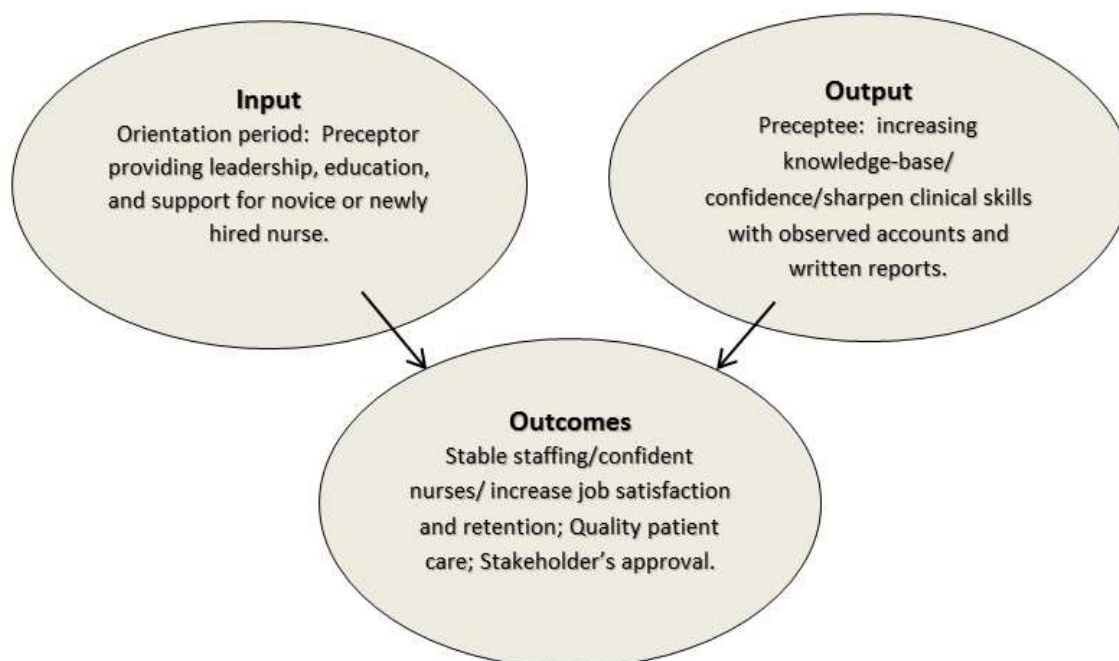 Input
Orientation period:  Preceptor
providing leadership, education,
and support for novice or newly
hired nurse.
Output
Preceptee:  increasing
knowledge-base/
confidence/sharpen clinical skills
with observed accounts and
written reports.
Outcomes
Stable staffing/confident
nurses/ increase job satisfaction
and retention; Quality patient
care; Stakeholder’s approval.